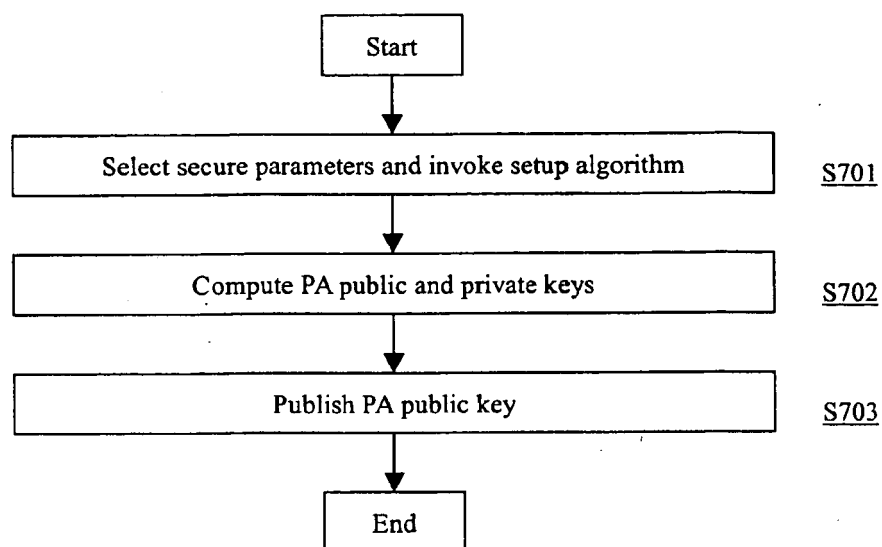 Start
Select secure parameters and invoke setup algorithm
S701
Compute PA public and private keys
S702
Publish PA public key
S703
End